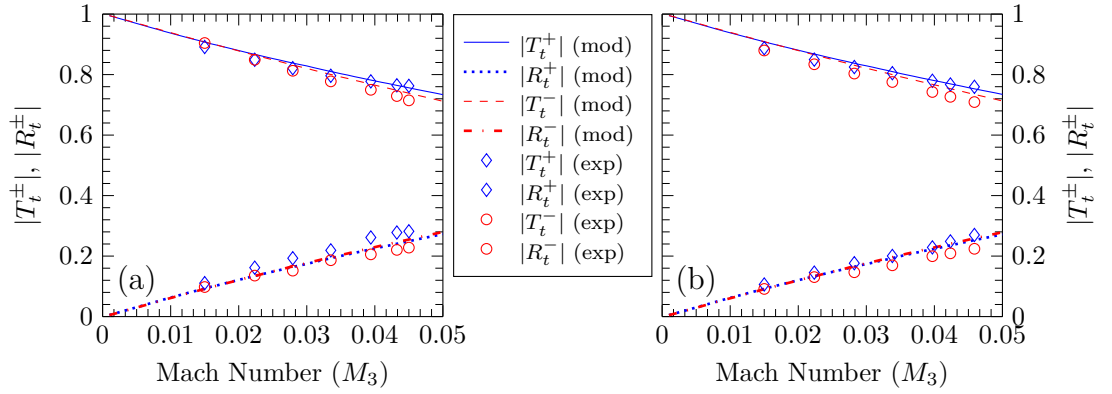 |T_t^±|, |R_t^±|
1
0.8
0.6
0.4
0.2
0
(a)
0 0.01 0.02 0.03 0.04 0.05
Mach Number (M_3)
|T_t^+| (mod)
|R_t^+| (mod)
|T_t^-| (mod)
|R_t^-| (mod)
|T_t^+| (exp)
|R_t^+| (exp)
|T_t^-| (exp)
|R_t^-| (exp)
(b)
0 0.01 0.02 0.03 0.04 0.05
Mach Number (M_3)
1
0.8
0.6
0.4
0.2
0
|T_t^±|, |R_t^±|